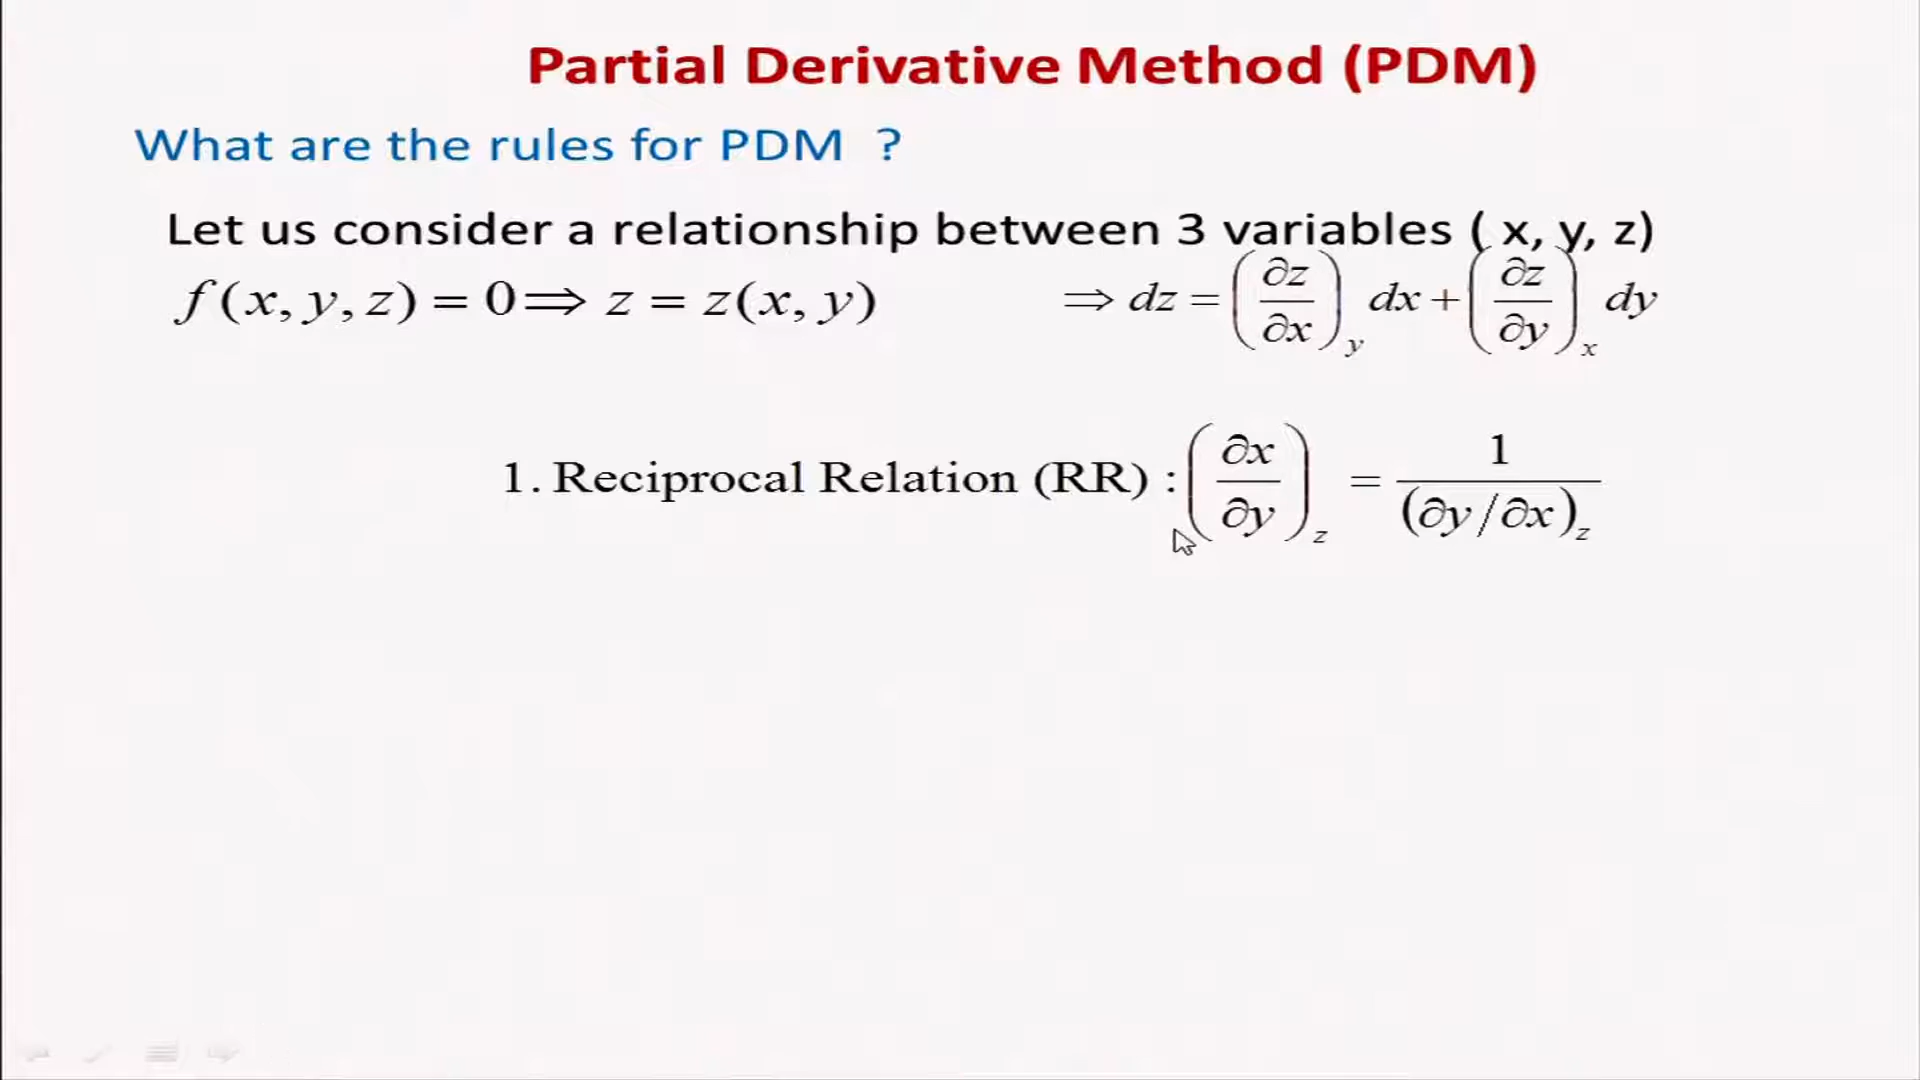 Partial Derivative Method (PDM)
What are the rules for PDM ?
Let us consider a relationship between 3 variables ( x, y, z)
f(x, y, z) = 0 ⇒ z = z(x, y) ⇒ dz = (∂z/∂x)_y dx + (∂z/∂y)_x dy
1. Reciprocal Relation (RR) : (∂x/∂y)_z = 1/(∂y/∂x)_z